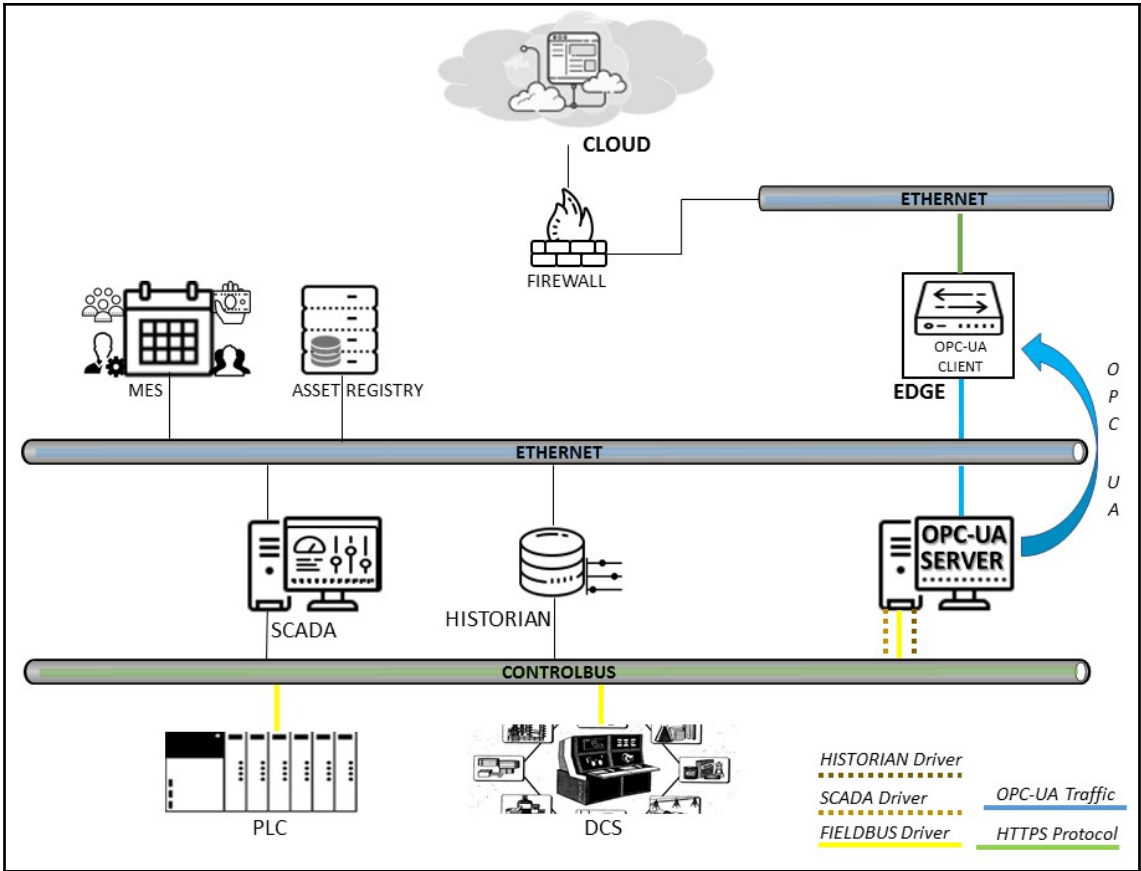 CLOUD
ETHERNET
FIREWALL
OPC-UA
CLIENT
EDGE
O
P
C
U
A
MES
ASSET REGISTRY
ETHERNET
OPC-UA
SERVER
SCADA
HISTORIAN
CONTROLBUS
PLC
DCS
HISTORIAN Driver
SCADA Driver
FIELDBUS Driver
OPC-UA Traffic
HTTPS Protocol